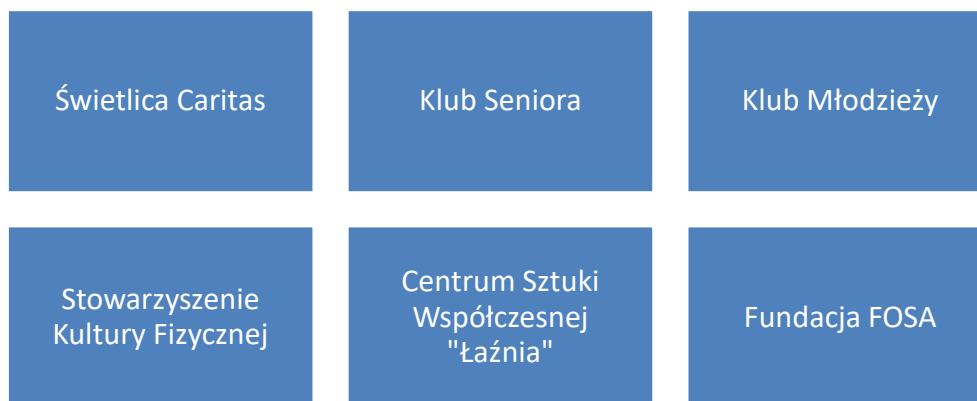 Świetlica Caritas
Klub Seniora
Klub Młodzieży
Stowarzyszenie
Kultury Fizycznej
Centrum Sztuki
Współczesnej
"Łaźnia"
Fundacja FOSA